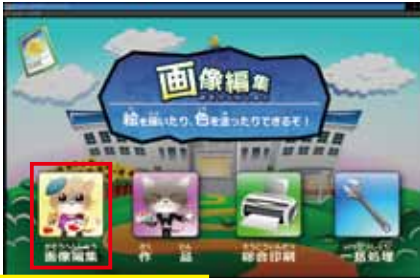 画像編集
絵を描いたり、色を塗ったりできるぞ！
画像編集
作品
総合印刷
一括処理